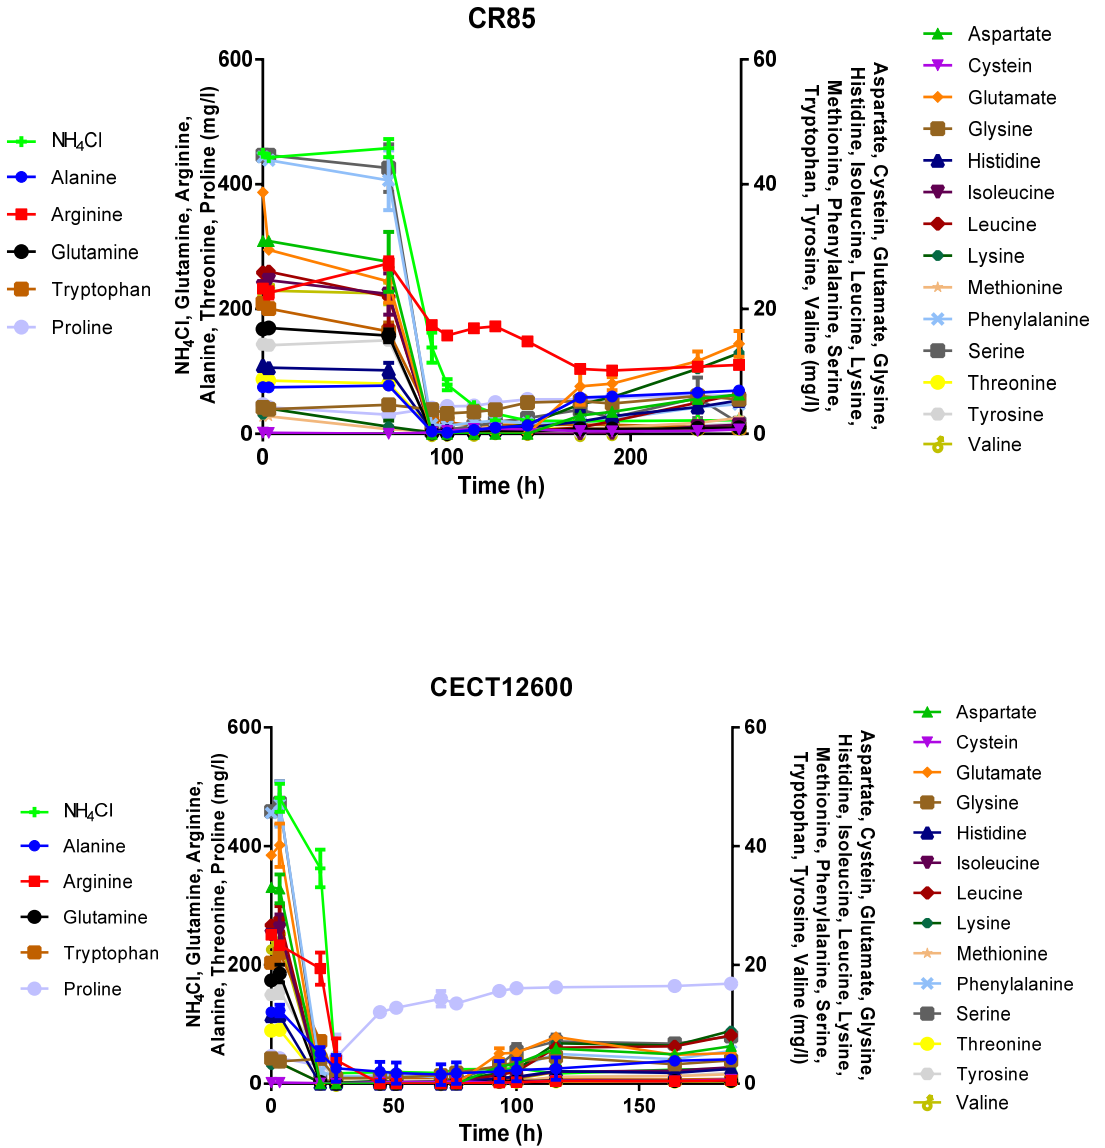 CR85
600
400
200
0
60
40
20
0
0
100
200
Time (h)
NH4Cl, Glutamine, Arginine,
Alanine, Threonine, Proline (mg/l)
Aspartate, Cystein, Glutamate, Glysine,
Histidine, Isoleucine, Leucine, Lysine,
Methionine, Phenylalanine, Serine,
Tryptophan, Tyrosine, Valine (mg/l)
NH4Cl
Alanine
Arginine
Glutamine
Tryptophan
Proline
Aspartate
Cystein
Glutamate
Glysine
Histidine
Isoleucine
Leucine
Lysine
Methionine
Phenylalanine
Serine
Threonine
Tyrosine
Valine
CECT12600
600
400
200
0
60
40
20
0
0
50
100
150
Time (h)
NH4Cl, Glutamine, Arginine,
Alanine, Threonine, Proline (mg/l)
Aspartate, Cystein, Glutamate, Glysine,
Histidine, Isoleucine, Leucine, Lysine,
Methionine, Phenylalanine, Serine,
Tryptophan, Tyrosine, Valine (mg/l)
NH4Cl
Alanine
Arginine
Glutamine
Tryptophan
Proline
Aspartate
Cystein
Glutamate
Glysine
Histidine
Isoleucine
Leucine
Lysine
Methionine
Phenylalanine
Serine
Threonine
Tyrosine
Valine